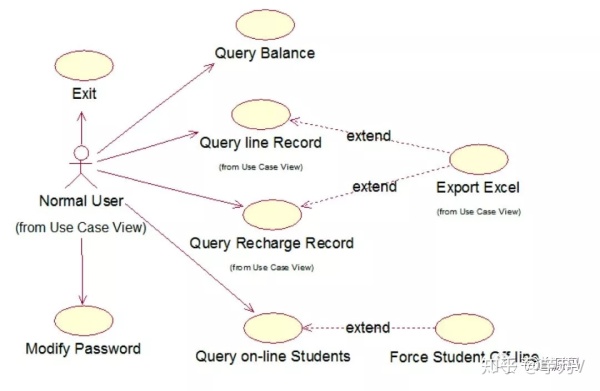 Query Balance
Exit
Query line Record
(from Use Case View)
extend
extend
Export Excel
(from Use Case View)
Normal User
(from Use Case View)
Query Recharge Record
(from Use Case View)
Modify Password
Query on-line Students
extend
Force Student Off-line
知乎